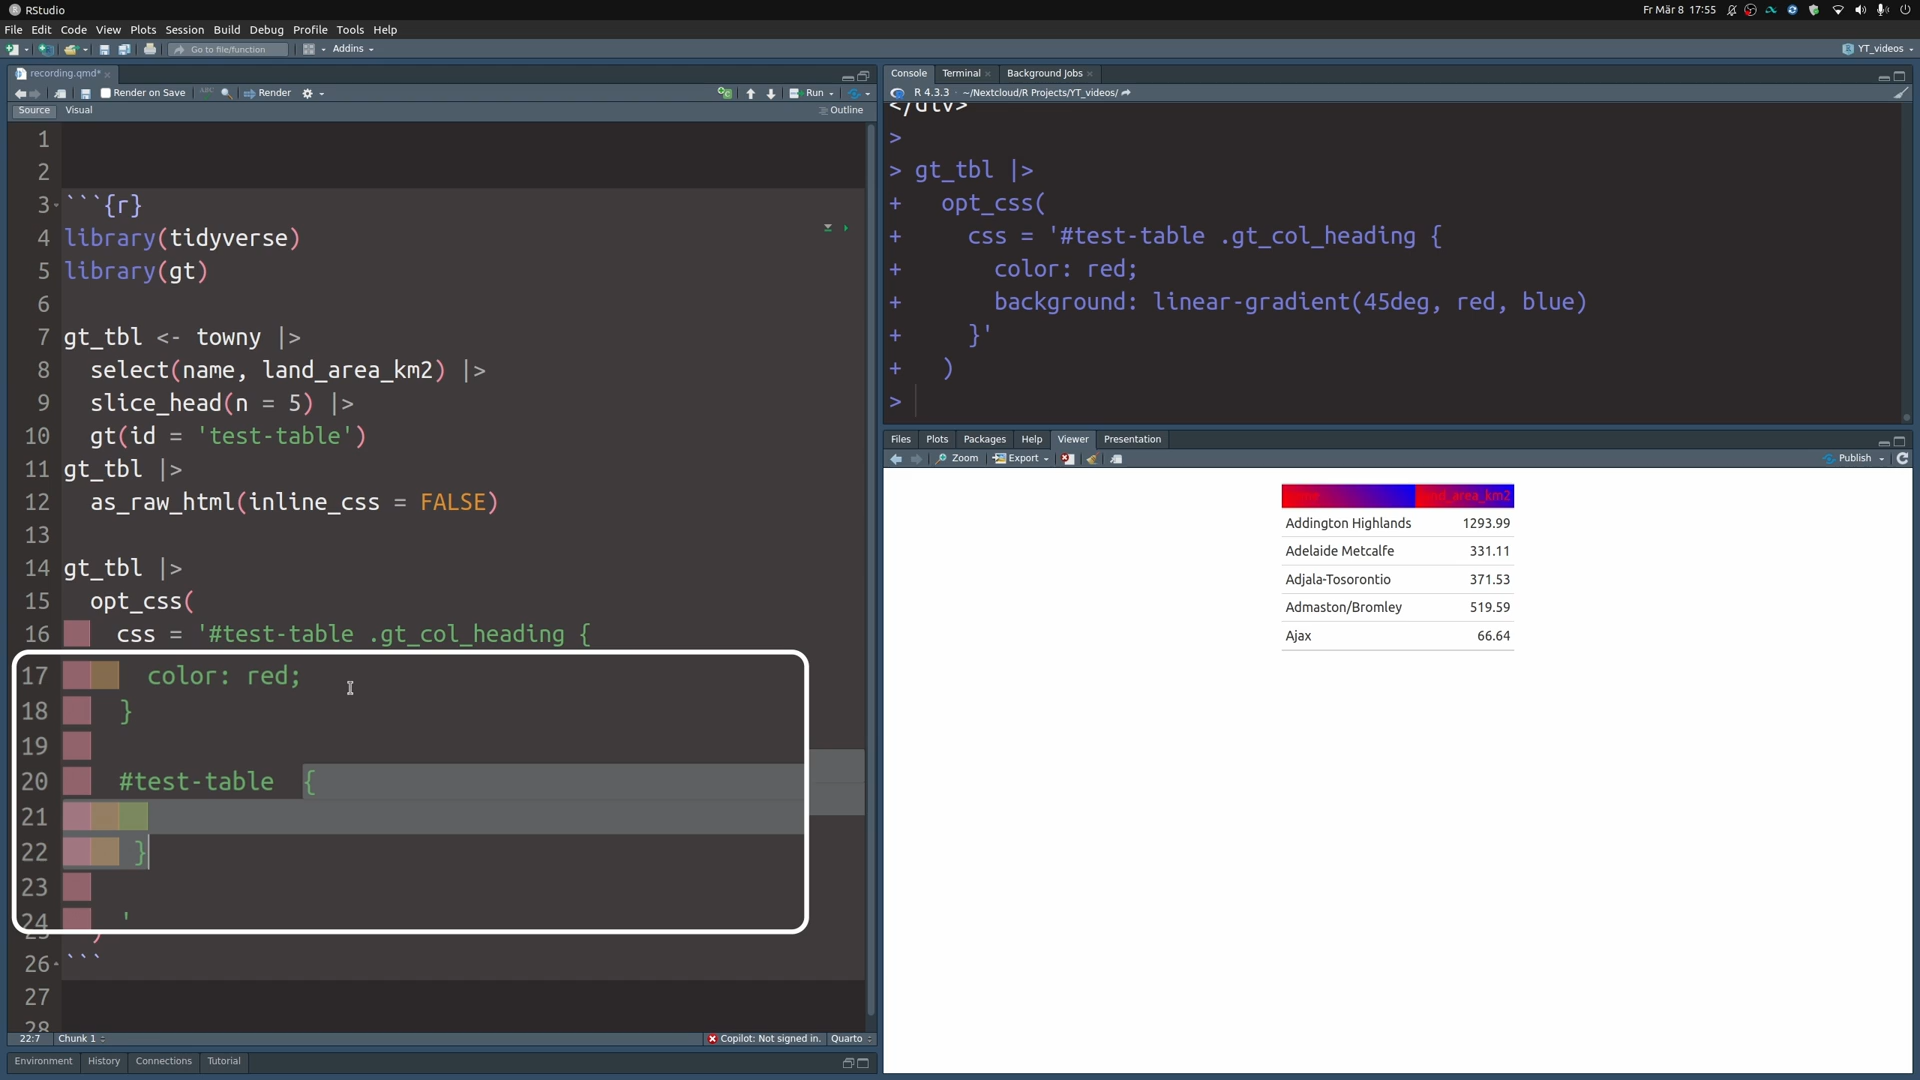 RStudio
Fr Mär 8 17:55
File Edit Code View Plots Session Build Debug Profile Tools Help
Go to file/function
Addins
YT_videos
recording.qmd*
Render on Save
Render
Run
Source Visual
Outline
1
2
3 ```{r}
4 library(tidyverse)
5 library(gt)
6
7 gt_tbl <- towny |>
8 select(name, land_area_km2) |>
9 slice_head(n = 5) |>
10 gt(id = 'test-table')
11 gt_tbl |>
12 as_raw_html(inline_css = FALSE)
13
14 gt_tbl |>
15 opt_css(
16 css = '#test-table .gt_col_heading {
17 color: red;
18 }
19
20 #test-table {
21
22 }
23
24 '
25 )
26 ```
27
28
22:7 Chunk 1
Copilot: Not signed in. Quarto
Environment History Connections Tutorial
Console Terminal Background Jobs
R 4.3.3 · ~/Nextcloud/R Projects/YT_videos/
</div>
>
> gt_tbl |>
+ opt_css(
+ css = '#test-table .gt_col_heading {
+ color: red;
+ background: linear-gradient(45deg, red, blue)
+ }'
+ )
>
Files Plots Packages Help Viewer Presentation
Zoom Export Publish
land_area_km2
Addington Highlands 1293.99
Adelaide Metcalfe 331.11
Adjala-Tosorontio 371.53
Admaston/Bromley 519.59
Ajax 66.64